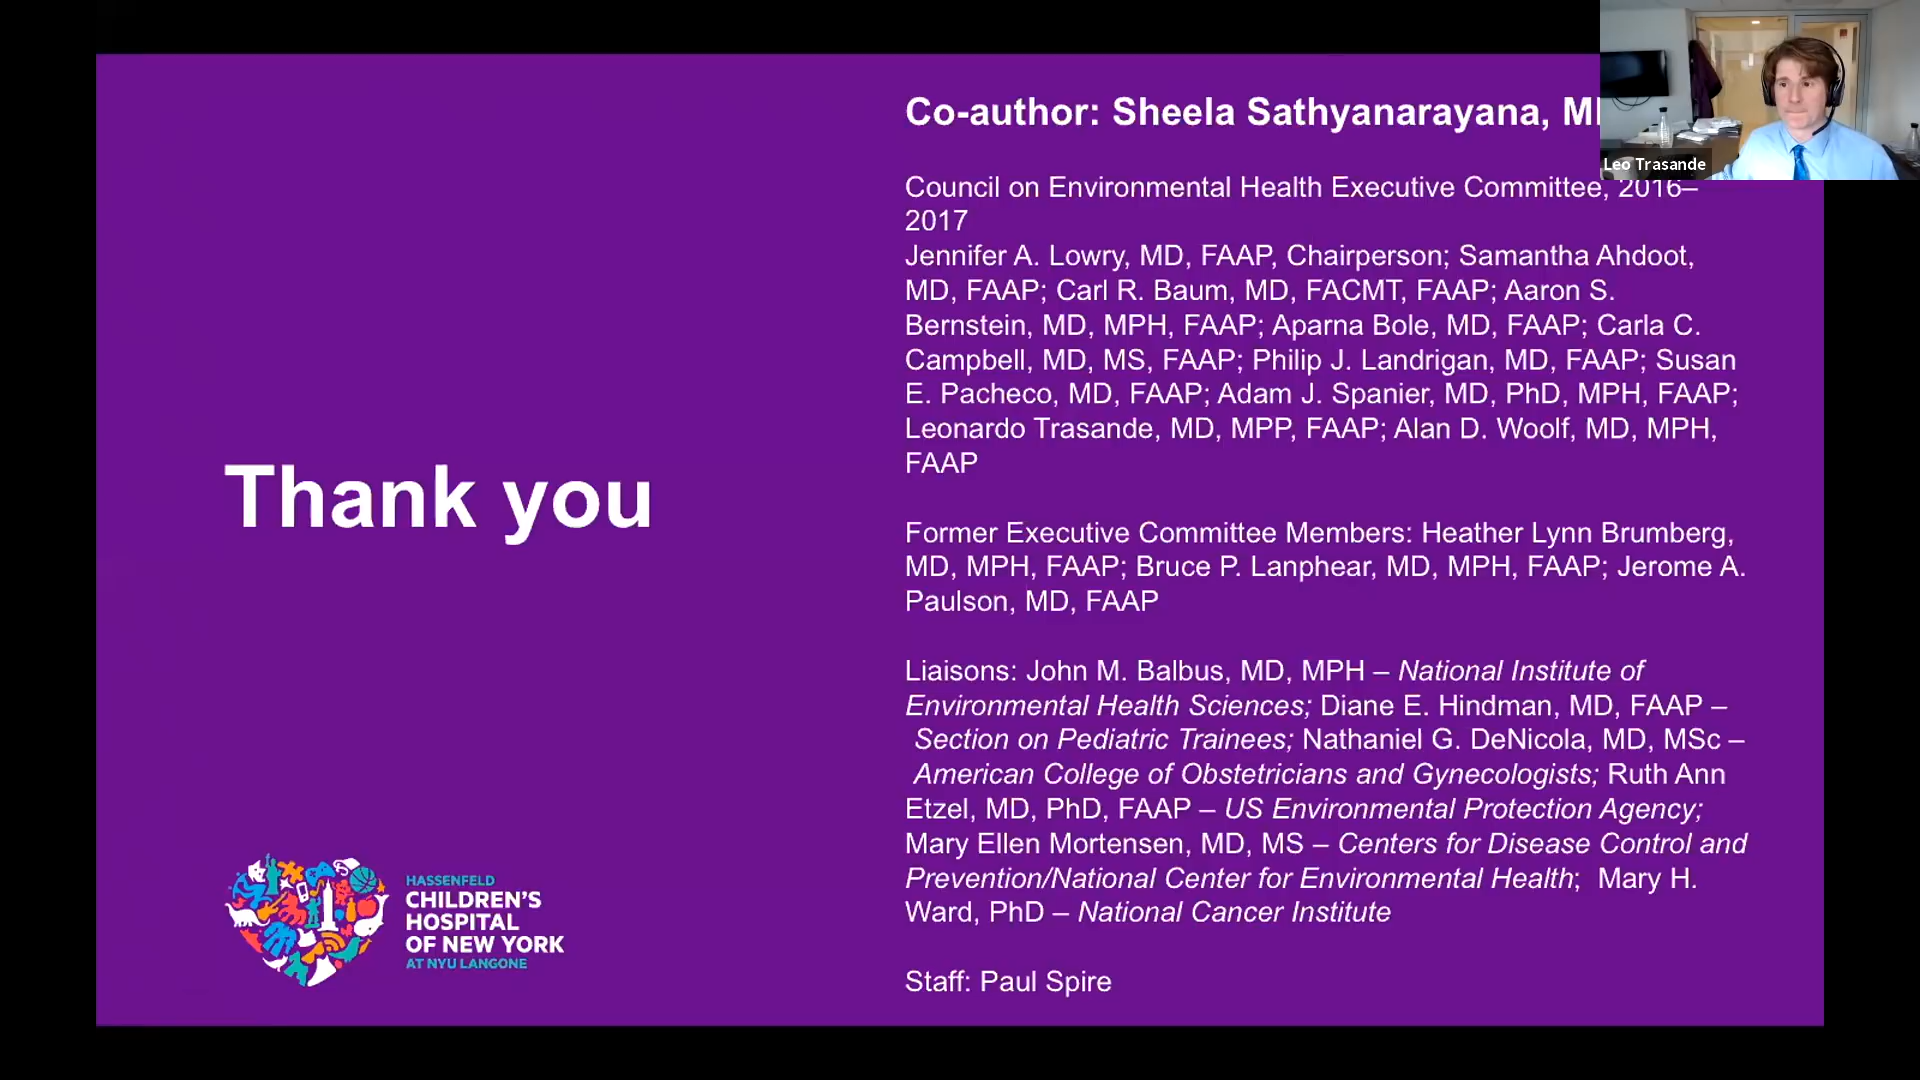 Co-author: Sheela Sathyanarayana,
Leo Trasande
Council on Environmental Health Executive Committee, 2016–
2017
Jennifer A. Lowry, MD, FAAP, Chairperson; Samantha Ahdoot,
MD, FAAP; Carl R. Baum, MD, FACMT, FAAP; Aaron S.
Bernstein, MD, MPH, FAAP; Aparna Bole, MD, FAAP; Carla C.
Campbell, MD, MS, FAAP; Philip J. Landrigan, MD, FAAP; Susan
E. Pacheco, MD, FAAP; Adam J. Spanier, MD, PhD, MPH, FAAP;
Leonardo Trasande, MD, MPP, FAAP; Alan D. Woolf, MD, MPH,
FAAP
Thank you
Former Executive Committee Members: Heather Lynn Brumberg,
MD, MPH, FAAP; Bruce P. Lanphear, MD, MPH, FAAP; Jerome A.
Paulson, MD, FAAP
Liaisons: John M. Balbus, MD, MPH – National Institute of
Environmental Health Sciences; Diane E. Hindman, MD, FAAP –
Section on Pediatric Trainees; Nathaniel G. DeNicola, MD, MSc –
American College of Obstetricians and Gynecologists; Ruth Ann
Etzel, MD, PhD, FAAP – US Environmental Protection Agency;
Mary Ellen Mortensen, MD, MS – Centers for Disease Control and
Prevention/National Center for Environmental Health; Mary H.
Ward, PhD – National Cancer Institute
Staff: Paul Spire
HASSENFELD
CHILDREN'S
HOSPITAL
OF NEW YORK
AT NYU LANGONE